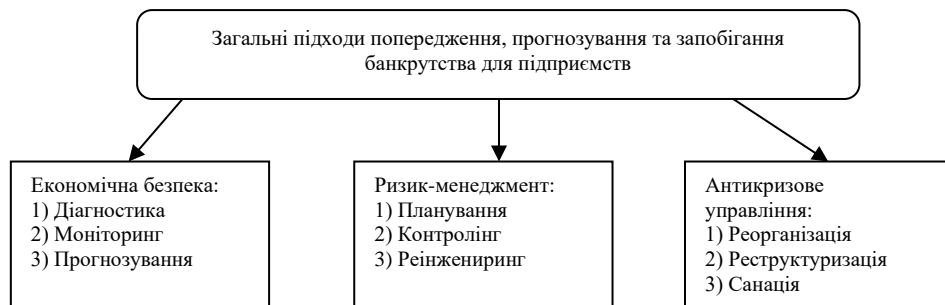 Загальні підходи попередження, прогнозування та запобігання
банкрутства для підприємств
Економічна безпека:
1) Діагностика
2) Моніторинг
3) Прогнозування
Ризик-менеджмент:
1) Планування
2) Контролінг
3) Реінжениринг
Антикризове
управління:
1) Реорганізація
2) Реструктуризація
3) Санація